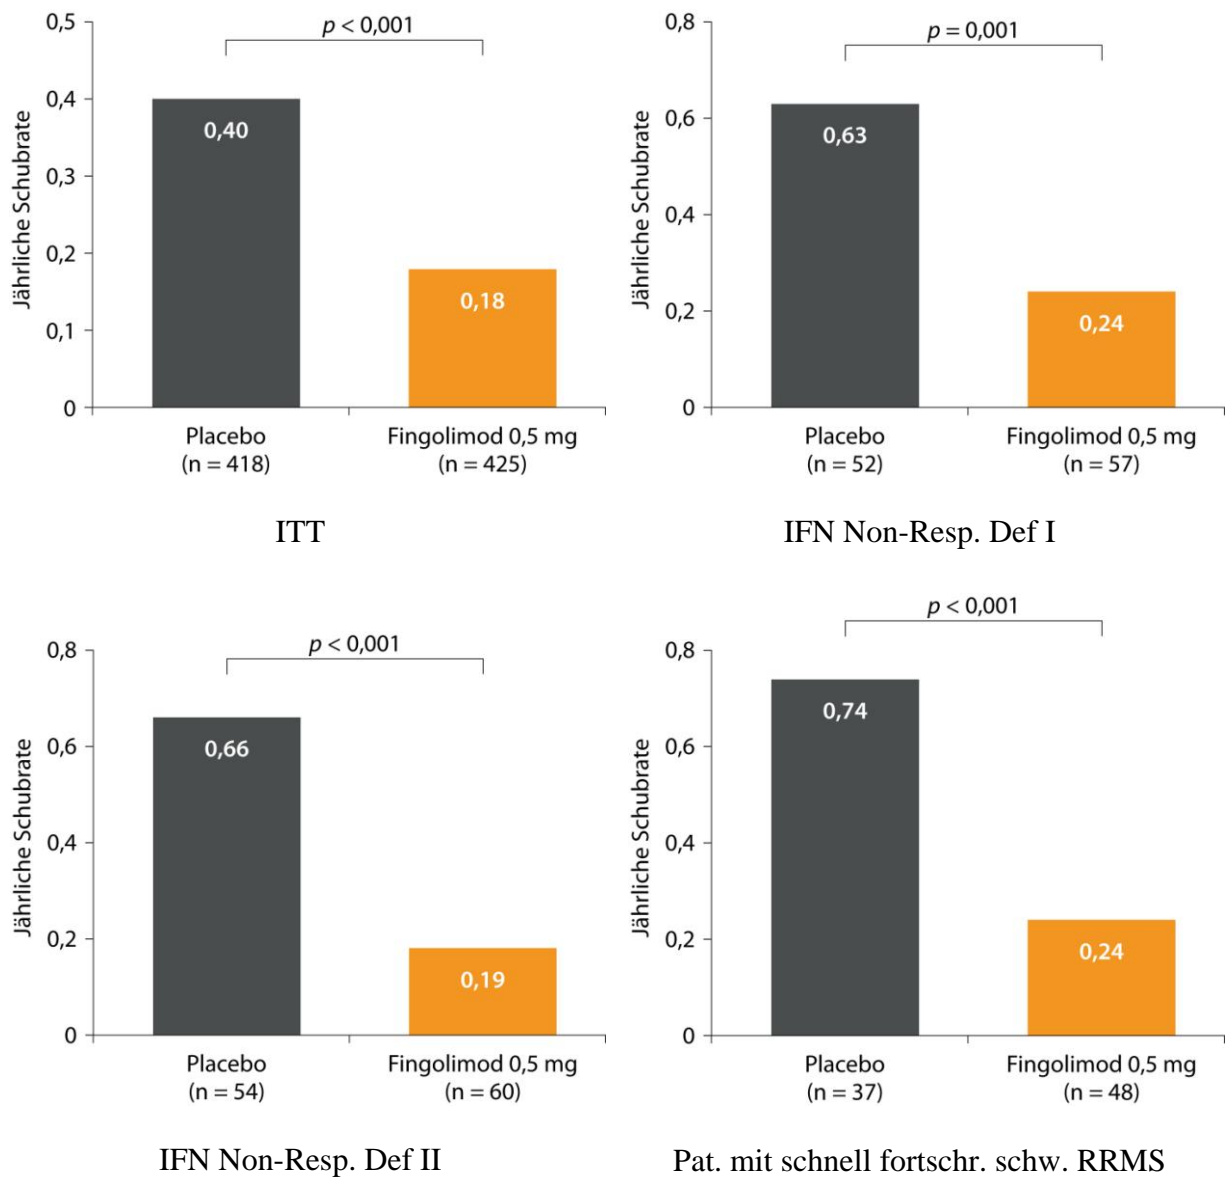 p < 0,001
0,5
0,4
0,3
0,2
0,1
0
Jährliche Schubrate
0,40
0,18
Placebo
(n = 418)
Fingolimod 0,5 mg
(n = 425)
ITT
p = 0,001
0,8
0,6
0,4
0,2
0
Jährliche Schubrate
0,63
0,24
Placebo
(n = 52)
Fingolimod 0,5 mg
(n = 57)
IFN Non-Resp. Def I
p < 0,001
0,8
0,6
0,4
0,2
0
Jährliche Schubrate
0,66
0,19
Placebo
(n = 54)
Fingolimod 0,5 mg
(n = 60)
IFN Non-Resp. Def II
p < 0,001
0,8
0,6
0,4
0,2
0
Jährliche Schubrate
0,74
0,24
Placebo
(n = 37)
Fingolimod 0,5 mg
(n = 48)
Pat. mit schnell fortschr. schw. RRMS